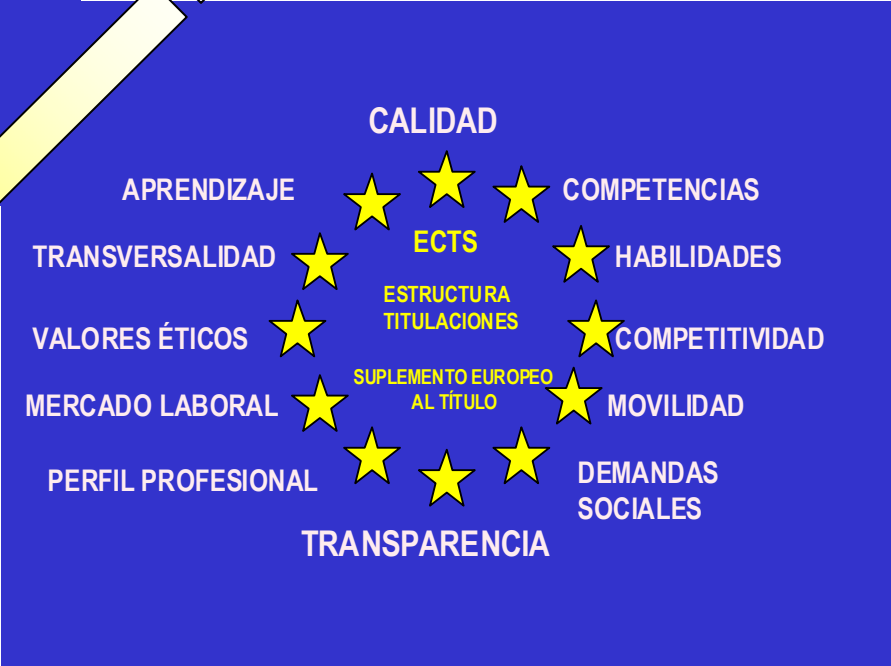 CALIDAD
APRENDIZAJE
COMPETENCIAS
ECTS
TRANSVERSALIDAD
HABILIDADES
ESTRUCTURA
TITULACIONES
VALORES ÉTICOS
COMPETITIVIDAD
SUPLEMENTO EUROPEO
AL TÍTULO
MERCADO LABORAL
MOVILIDAD
PERFIL PROFESIONAL
DEMANDAS
SOCIALES
TRANSPARENCIA